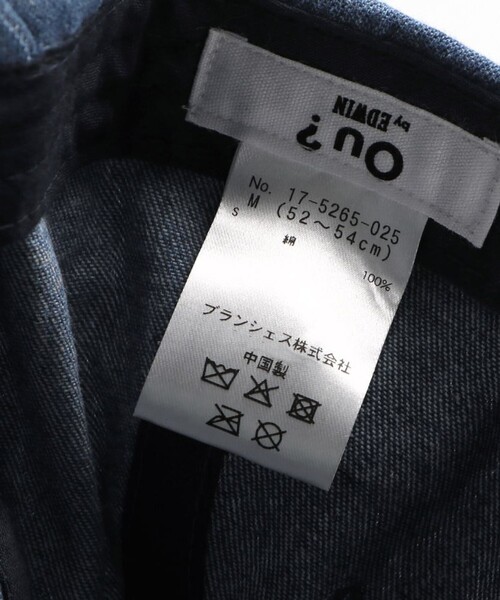 Ou?
by EDWIN
No. 17-5265-025
M (52〜54cm)
S
綿 100%
ブランシェス株式会社
中国製